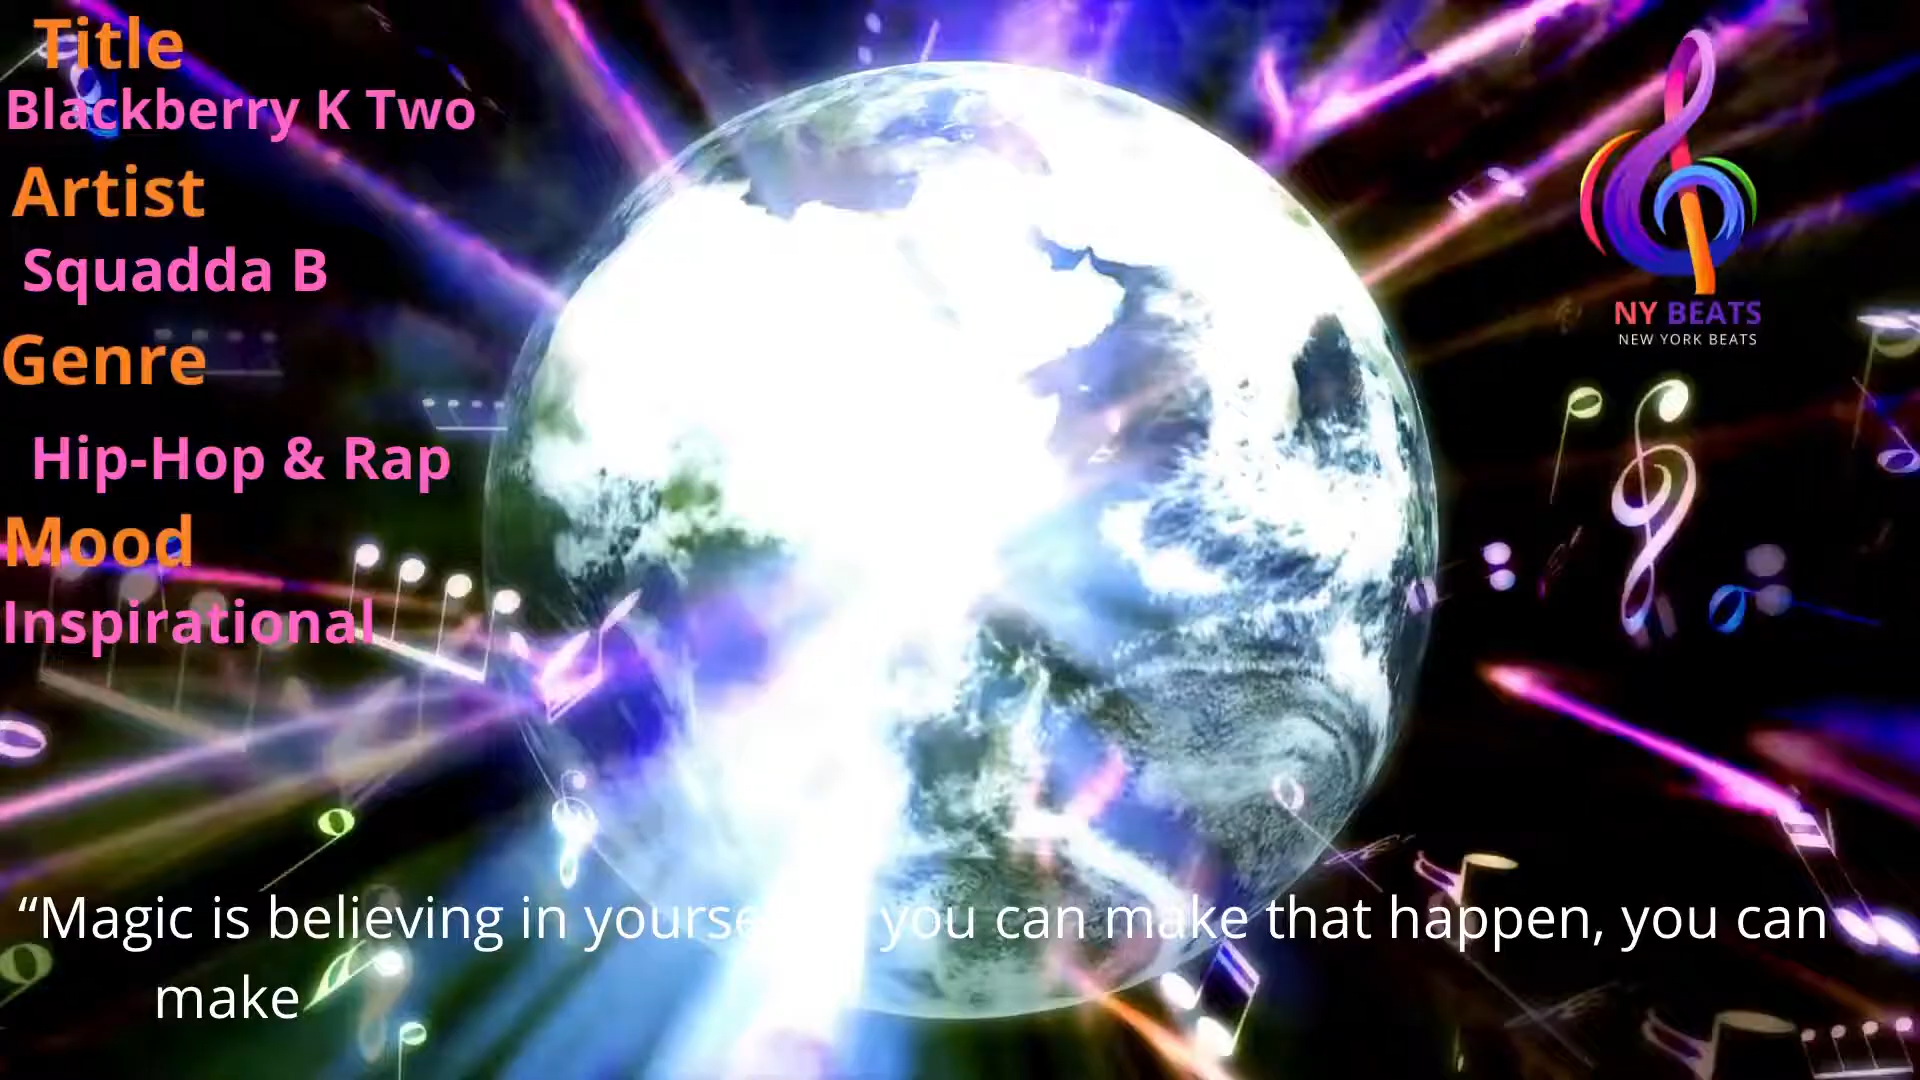 Title
Blackberry K Two
Artist
Squadda B
Genre
Hip-Hop & Rap
Mood
Inspirational
NY BEATS
NEW YORK BEATS
“Magic is believing in yourse you can make that happen, you can
make